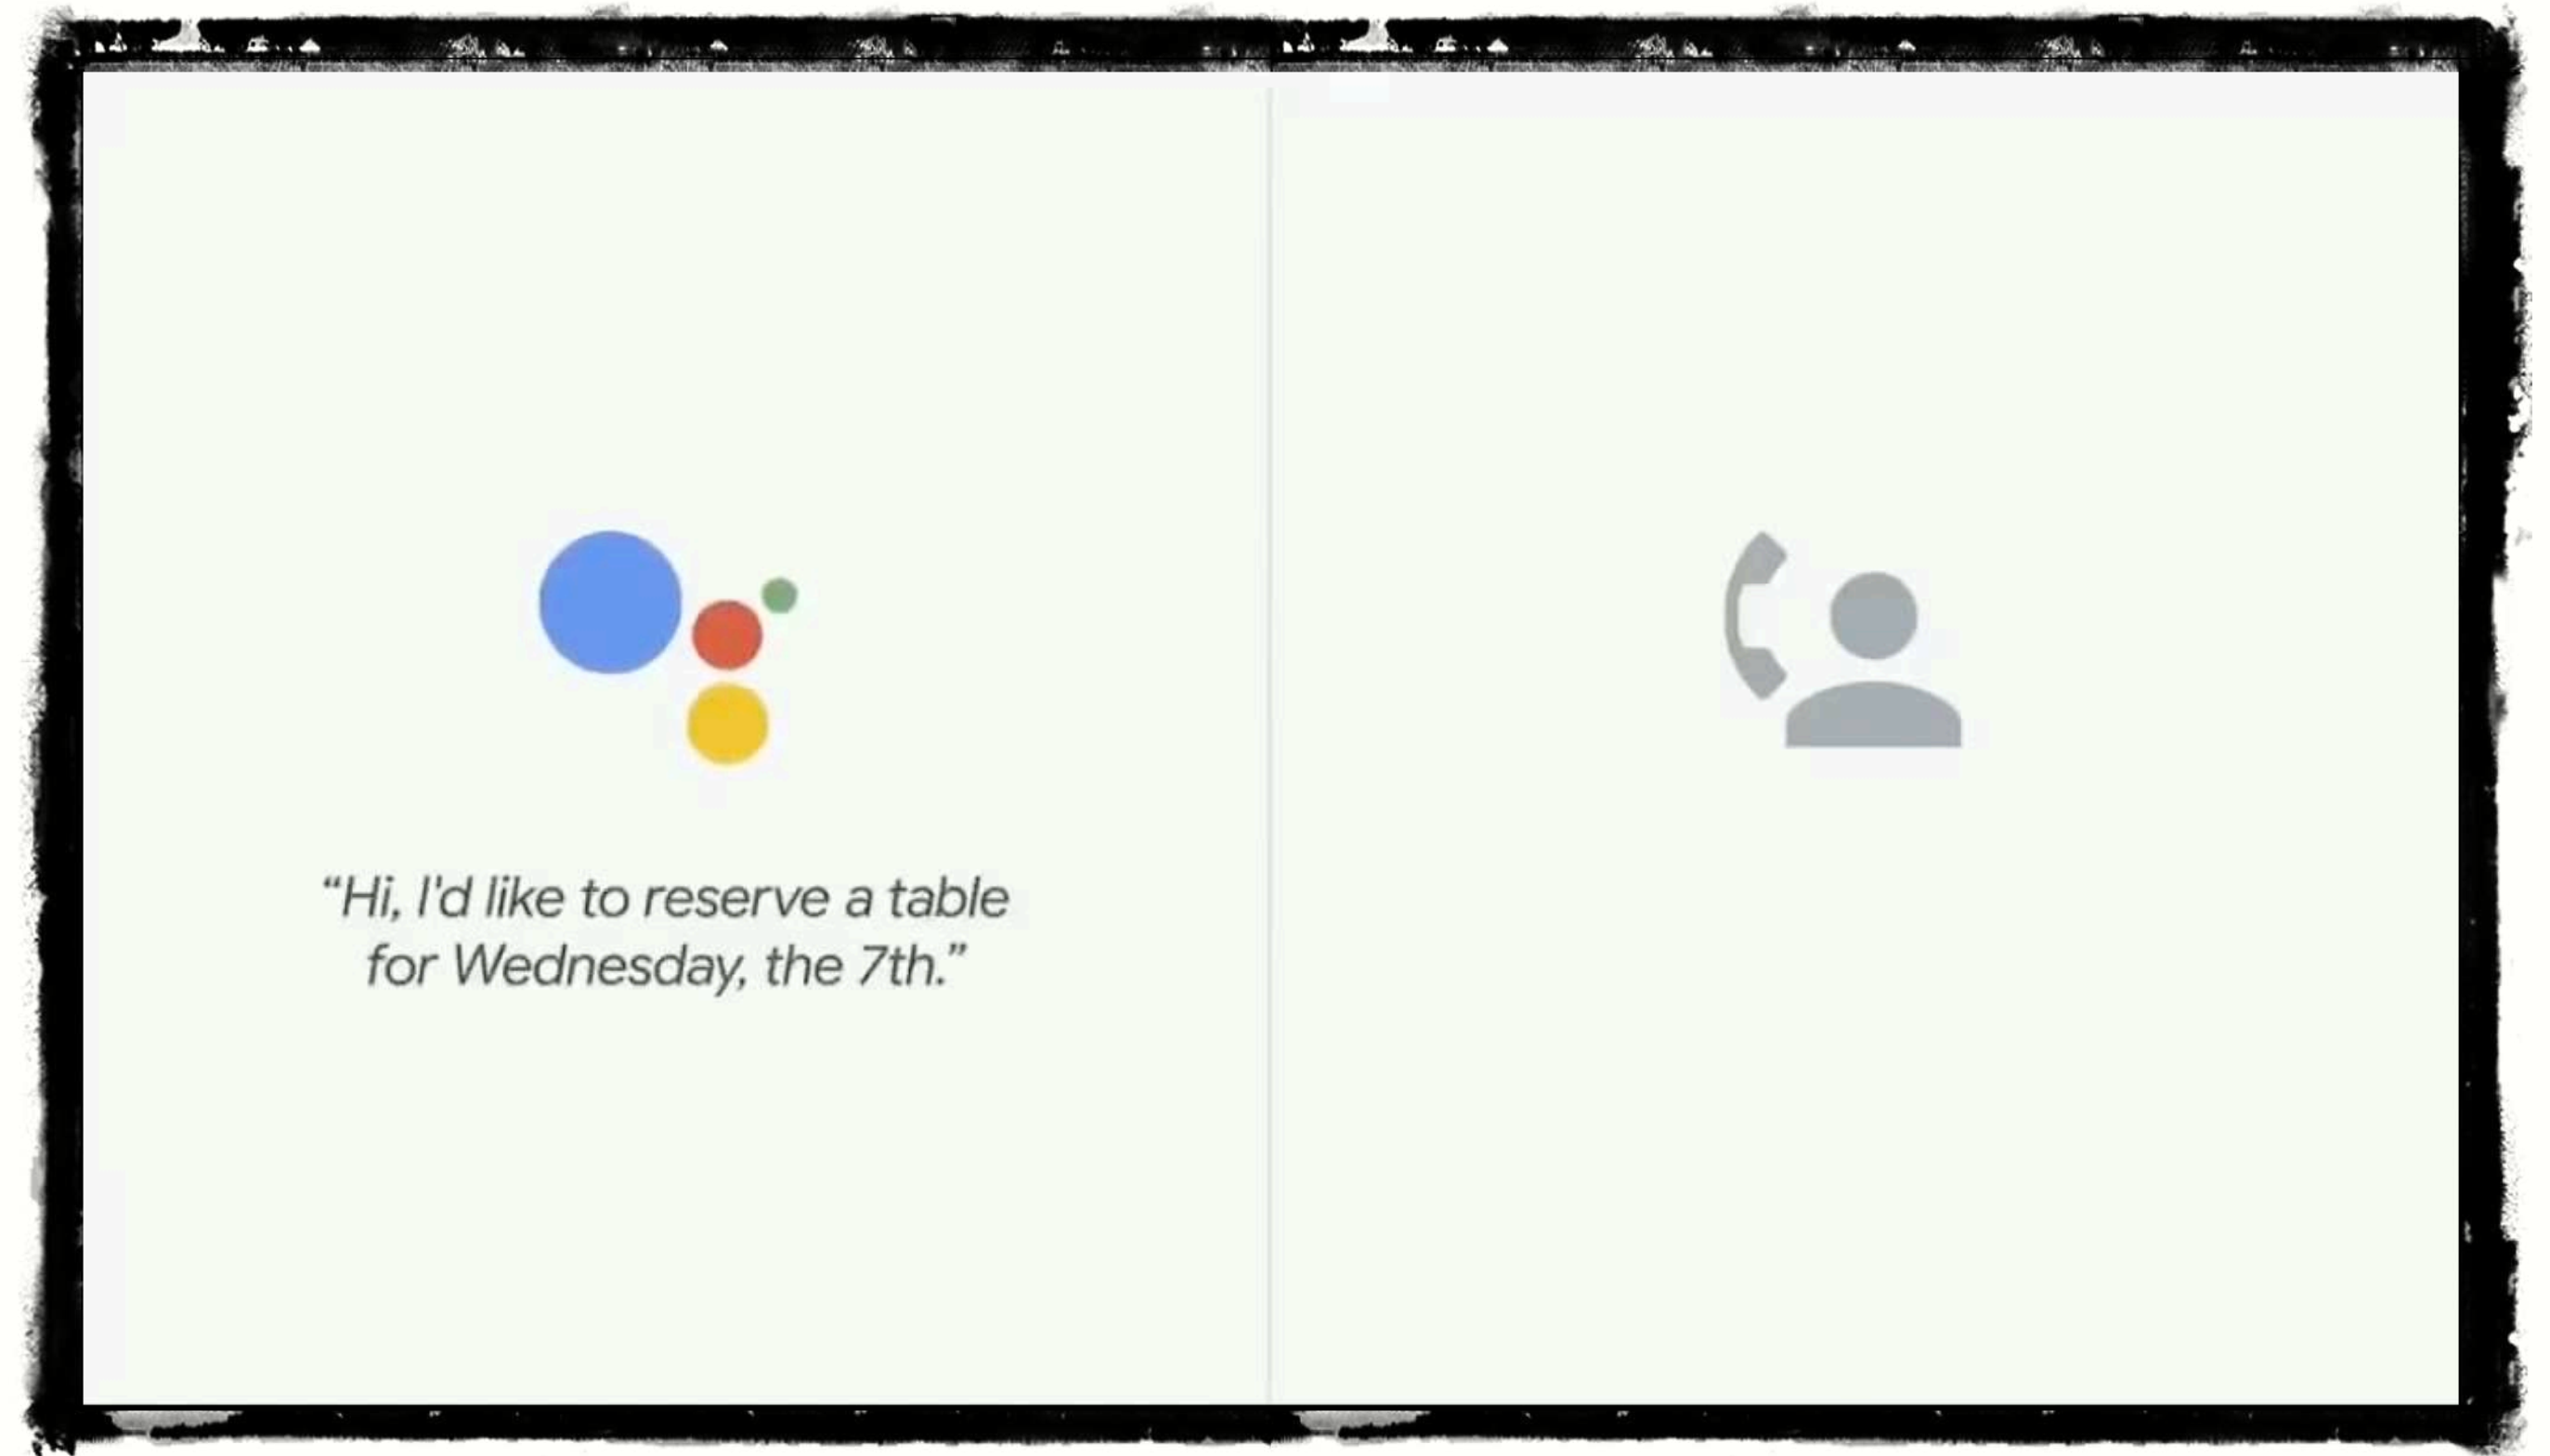 “Hi, I'd like to reserve a table
for Wednesday, the 7th.”